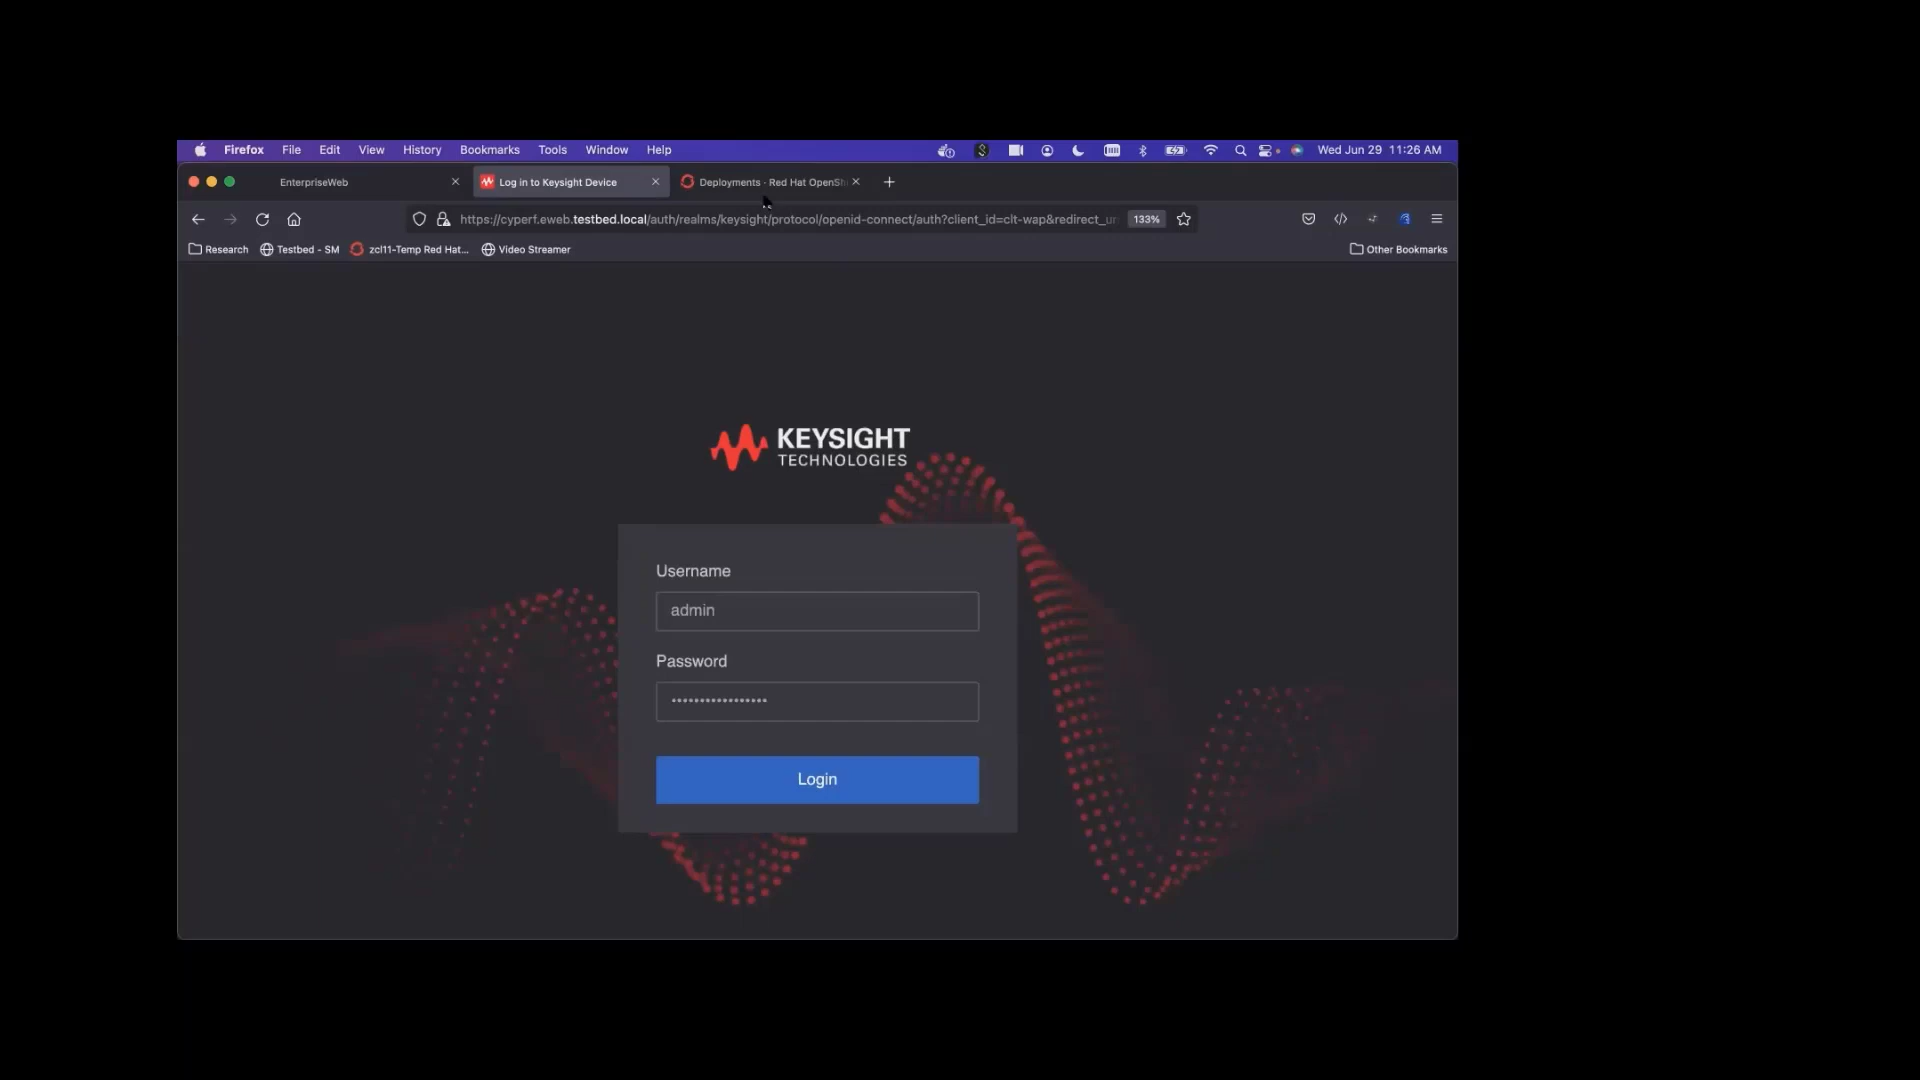 Firefox File Edit View History Bookmarks Tools Window Help Wed Jun 29 11:26 AM
EnterpriseWeb Log in to Keysight Device Deployments · Red Hat OpenShi
https://cyperf.eweb.testbed.local/auth/realms/keysight/protocol/openid-connect/auth?client_id=clt-wap&redirect_ur 133%
Research Testbed - SM zcl11-Temp Red Hat... Video Streamer Other Bookmarks
KEYSIGHT
TECHNOLOGIES
Username
admin
Password
Login